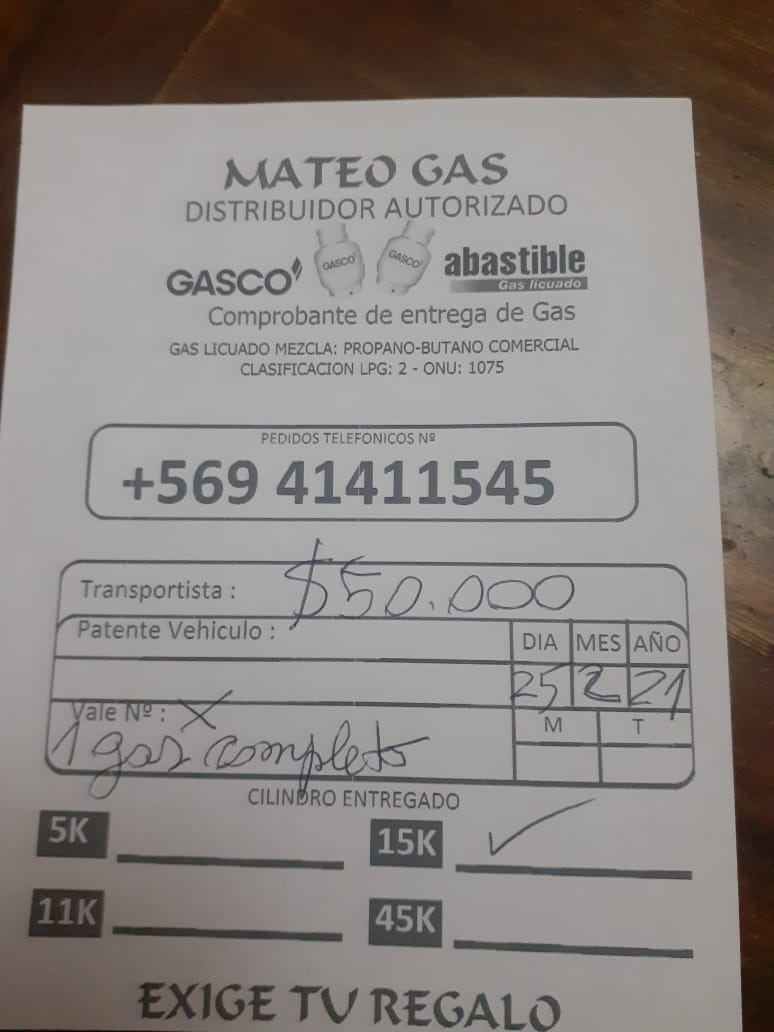 MATEO GAS
DISTRIBUIDOR AUTORIZADO
GASCO GASCO GASCO abastible
Gas licuado
Comprobante de entrega de Gas
GAS LICUADO MEZCLA: PROPANO-BUTANO COMERCIAL
CLASIFICACION LPG: 2 - ONU: 1075
PEDIDOS TELEFONICOS Nº
+569 41411545
Transportista : $50.000
Patente Vehiculo :
DIA MES AÑO
25 2 21
Vale Nº : X
M T
1 gas completo
CILINDRO ENTREGADO
5K 15K ✓
11K 45K
EXIGE TU REGALO